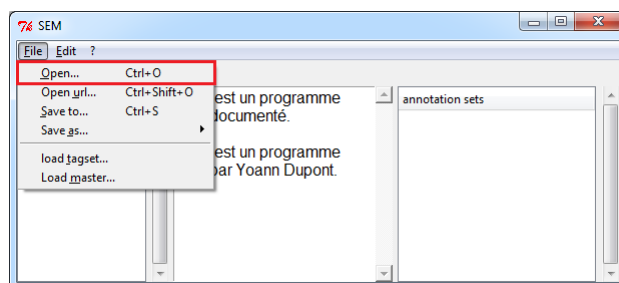 SEM
File Edit ?
Open... Ctrl+O
Open url... Ctrl+Shift+O
Save to... Ctrl+S
Save as...
load tagset...
Load master...
est un programme
documenté.
est un programme
par Yoann Dupont.
annotation sets